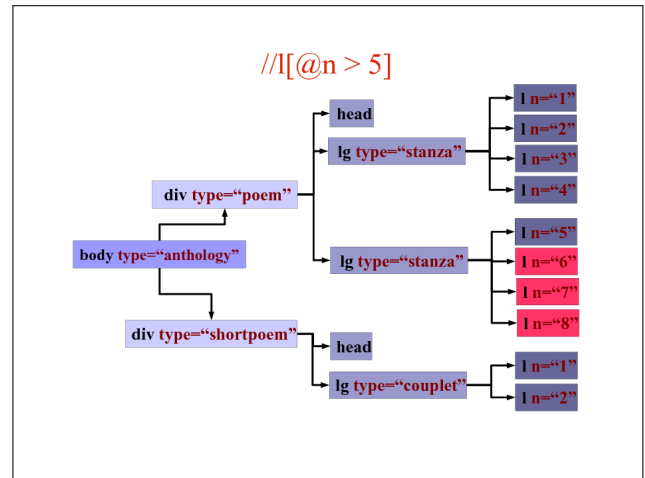 //l[@n > 5]
l n=“1”
head
l n=“2”
lg type=“stanza”
l n=“3”
l n=“4”
div type=“poem”
l n=“5”
body type=“anthology”
lg type=“stanza”
l n=“6”
l n=“7”
l n=“8”
div type=“shortpoem”
head
l n=“1”
lg type=“couplet”
l n=“2”